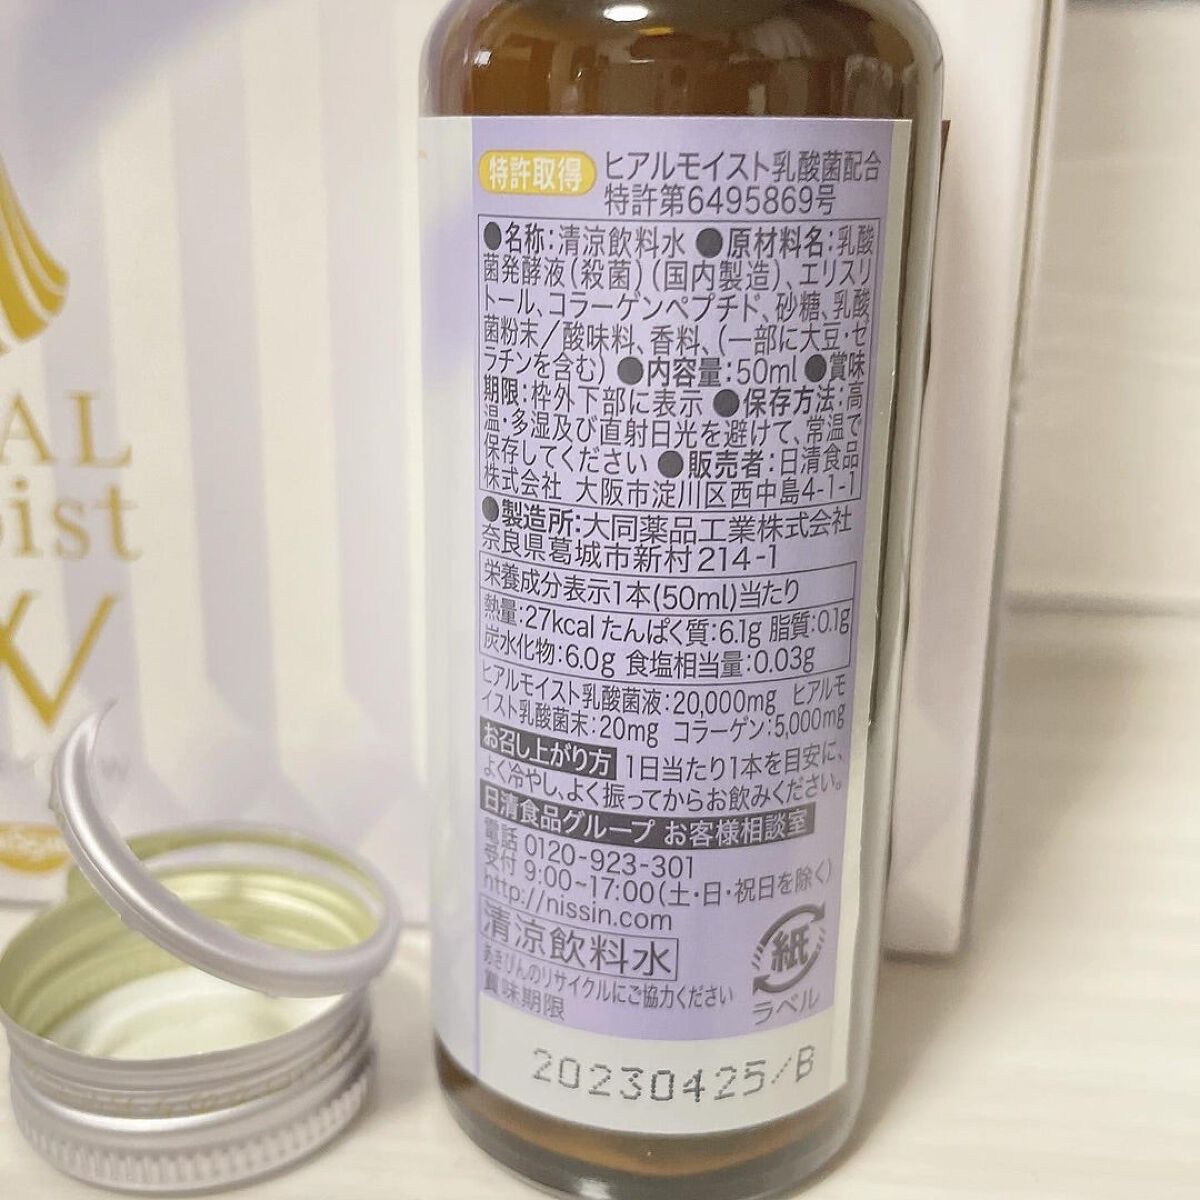 AL
oist
W
特許取得
ヒアルモイスト乳酸菌配合
特許第6495869号
●名称:清涼飲料水 ●原材料名:乳酸
菌発酵液(殺菌)(国内製造)、エリスリ
トール、コラーゲンペプチド、砂糖、乳酸
菌粉末/酸味料、香料、(一部に大豆・ゼ
ラチンを含む) ●内容量:50ml ●賞味
期限:枠外下部に表示 ●保存方法:高
温・多湿及び直射日光を避けて、常温で
保存してください ●販売者:日清食品
株式会社 大阪市淀川区西中島4-1-1
●製造所:大同薬品工業株式会社
奈良県葛城市新村214-1
栄養成分表示1本(50ml)当たり
熱量:27kcal たんぱく質:6.1g 脂質:0.1g
炭水化物:6.0g 食塩相当量:0.03g
ヒアルモイスト乳酸菌液:20,000mg ヒアルモ
イスト乳酸菌末:20mg コラーゲン:5,000mg
お召し上がり方 1日当たり1本を目安に、
よく冷やし、よく振ってからお飲みください。
日清食品グループ お客様相談室
電話 0120-923-301
受付 9:00~17:00(土・日・祝日を除く)
http://nissin.com
清涼飲料水
あきびんのリサイクルにご協力ください
賞味期限
紙
ラベル
20230425/B